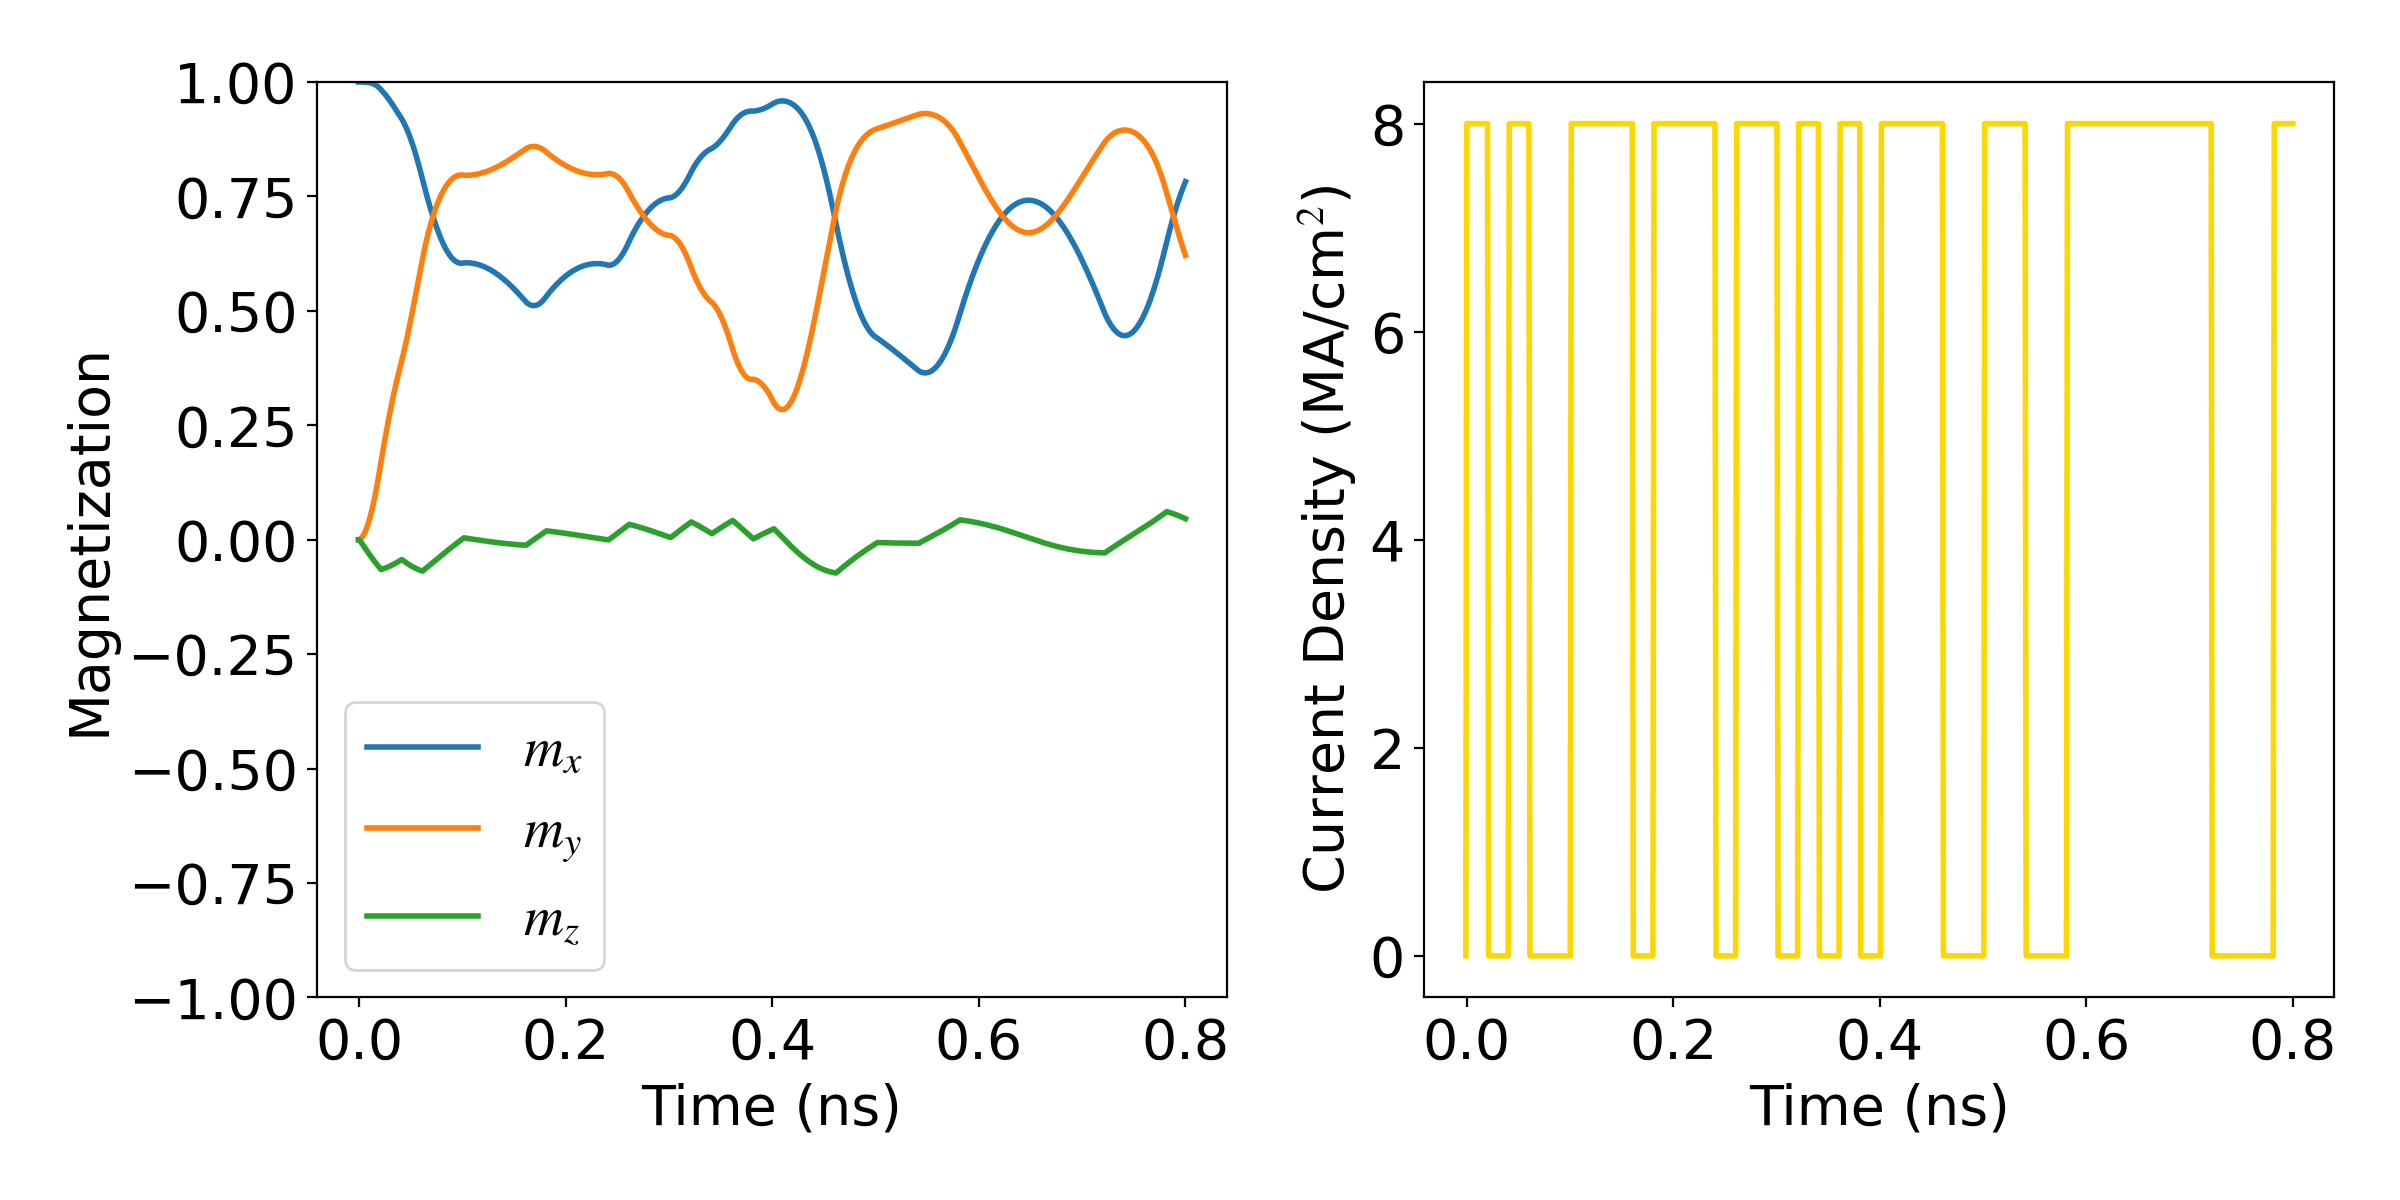 Magnetization
1.00
0.75
0.50
0.25
0.00
−0.25
−0.50
−0.75
−1.00
m_x
m_y
m_z
0.0 0.2 0.4 0.6 0.8
Time (ns)
Current Density (MA/cm²)
8
6
4
2
0
0.0 0.2 0.4 0.6 0.8
Time (ns)